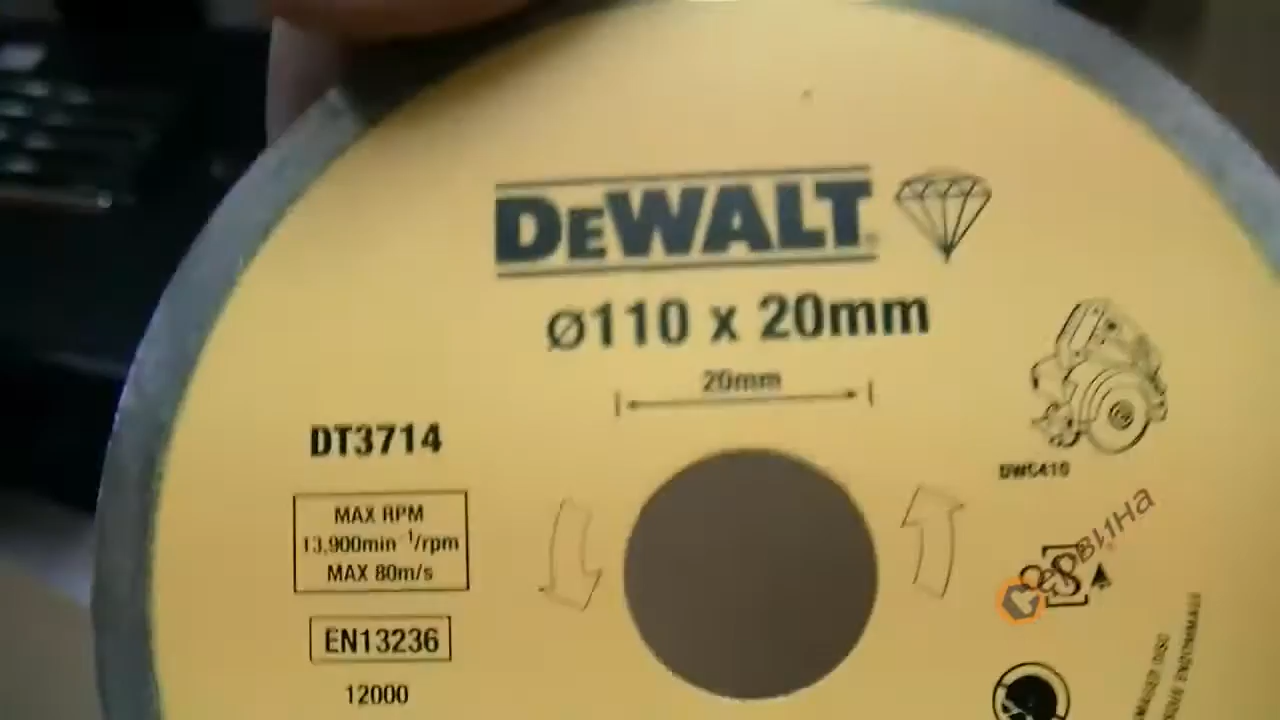 DEWALT
Ø110 x 20mm
20mm
DT3714
MAX RPM
13,900min⁻¹/rpm
MAX 80m/s
EN13236
12000
DWC410